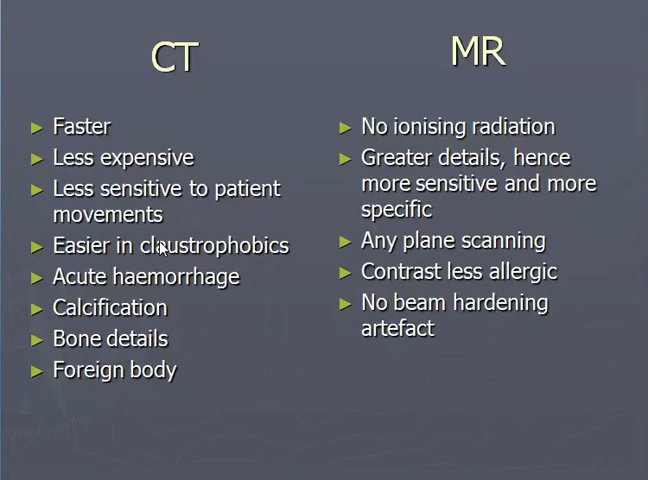 CT
Faster
Less expensive
Less sensitive to patient
movements
Easier in claustrophobics
Acute haemorrhage
Calcification
Bone details
Foreign body
MR
No ionising radiation
Greater details, hence
more sensitive and more
specific
Any plane scanning
Contrast less allergic
No beam hardening
artefact